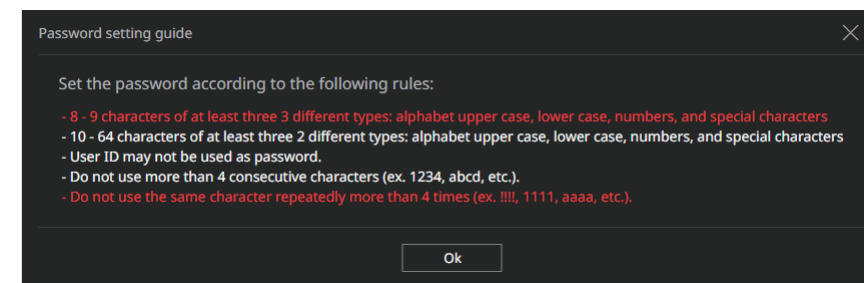 Password setting guide
Set the password according to the following rules:
- 8 - 9 characters of at least three 3 different types: alphabet upper case, lower case, numbers, and special characters
- 10 - 64 characters of at least three 2 different types: alphabet upper case, lower case, numbers, and special characters
- User ID may not be used as password.
- Do not use more than 4 consecutive characters (ex. 1234, abcd, etc.).
- Do not use the same character repeatedly more than 4 times (ex. !!!!, 1111, aaaa, etc.).
Ok